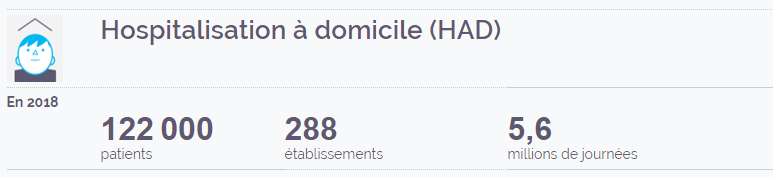 Hospitalisation à domicile (HAD)
En 2018
122 000 288 5,6
patients établissements millions de journées